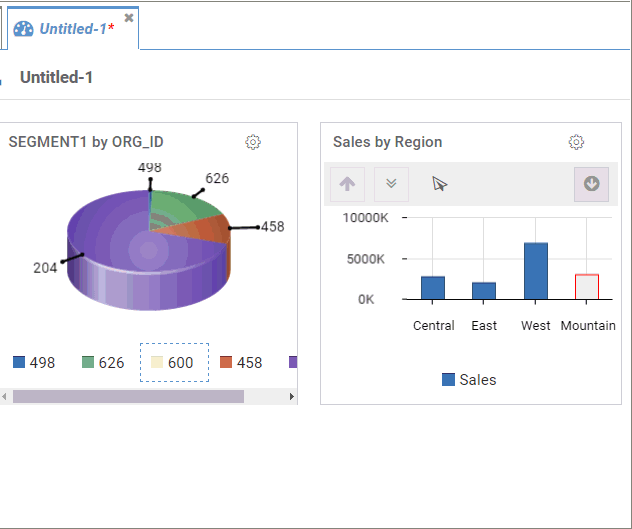 Untitled-1*
Untitled-1
SEGMENT1 by ORG_ID
498
626
458
204
498 626 600 458
Sales by Region
10000K
5000K
0K
Central East West Mountain
Sales